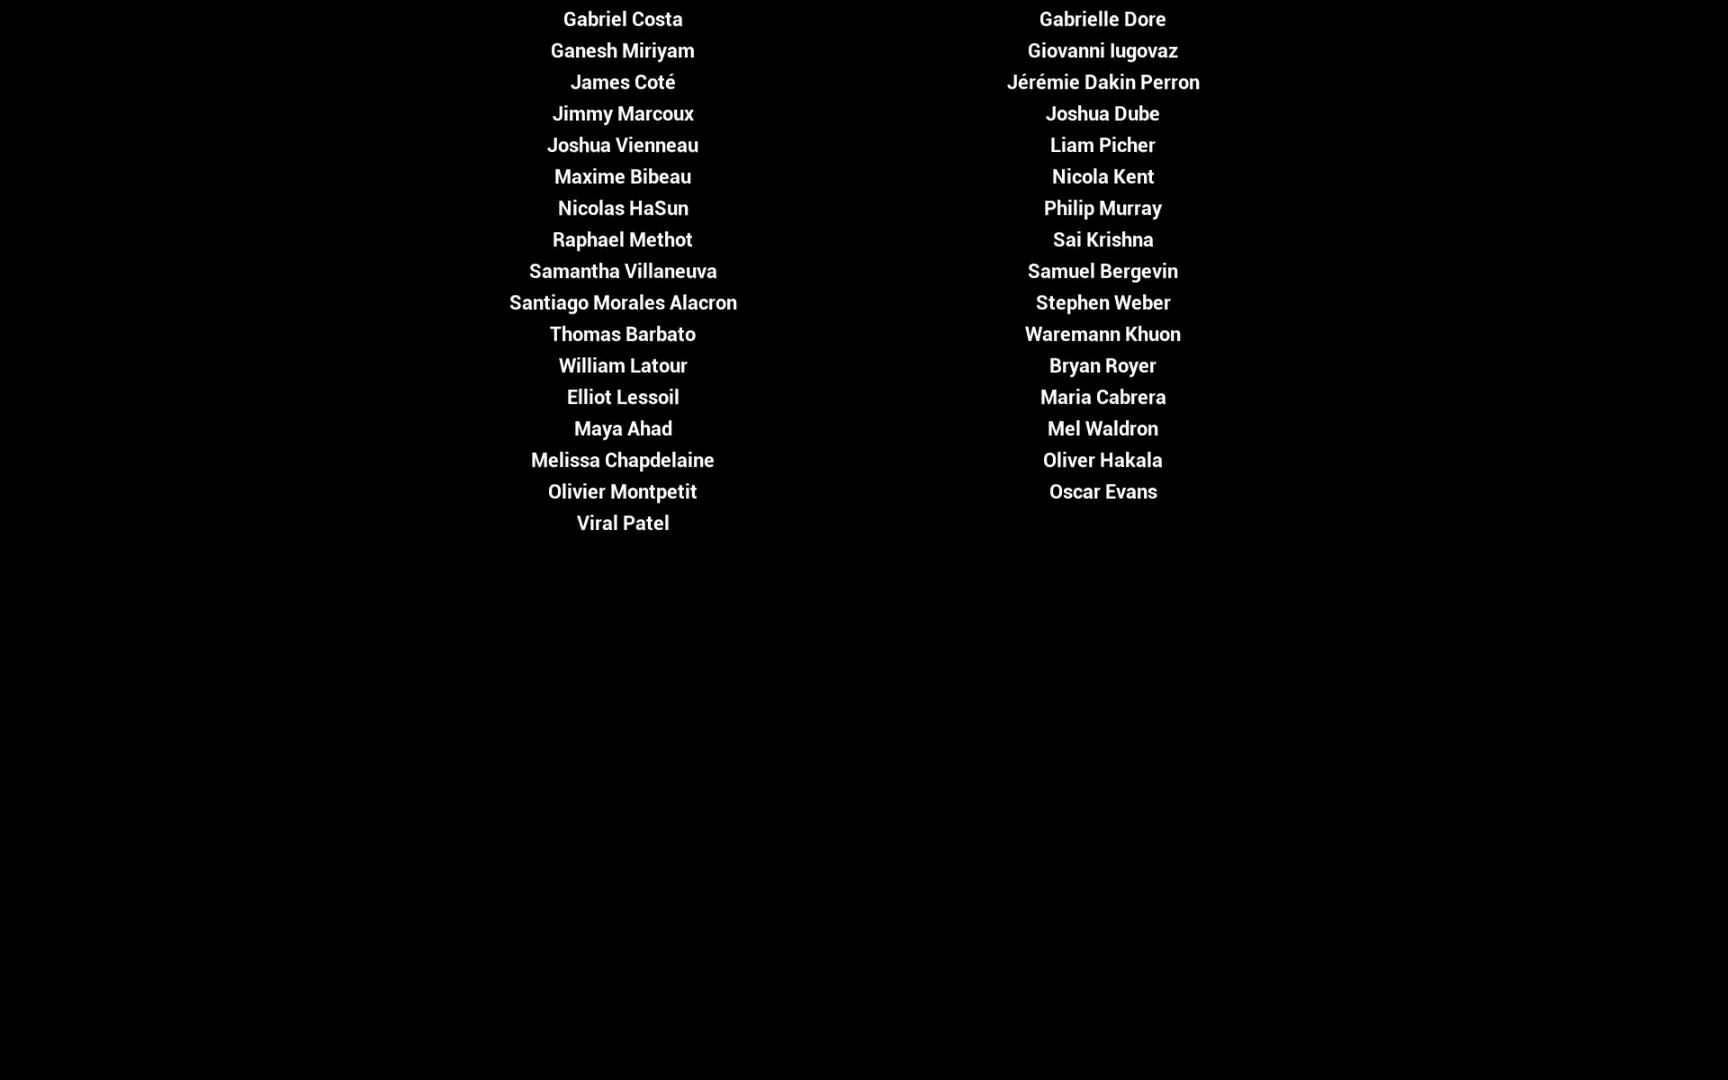 Gabriel Costa
Gabrielle Dore
Ganesh Miriyam
Giovanni Iugovaz
James Coté
Jérémie Dakin Perron
Jimmy Marcoux
Joshua Dube
Joshua Vienneau
Liam Picher
Maxime Bibeau
Nicola Kent
Nicolas HaSun
Philip Murray
Raphael Methot
Sai Krishna
Samantha Villaneuva
Samuel Bergevin
Santiago Morales Alacron
Stephen Weber
Thomas Barbato
Waremann Khuon
William Latour
Bryan Royer
Elliot Lessoil
Maria Cabrera
Maya Ahad
Mel Waldron
Melissa Chapdelaine
Oliver Hakala
Olivier Montpetit
Oscar Evans
Viral Patel